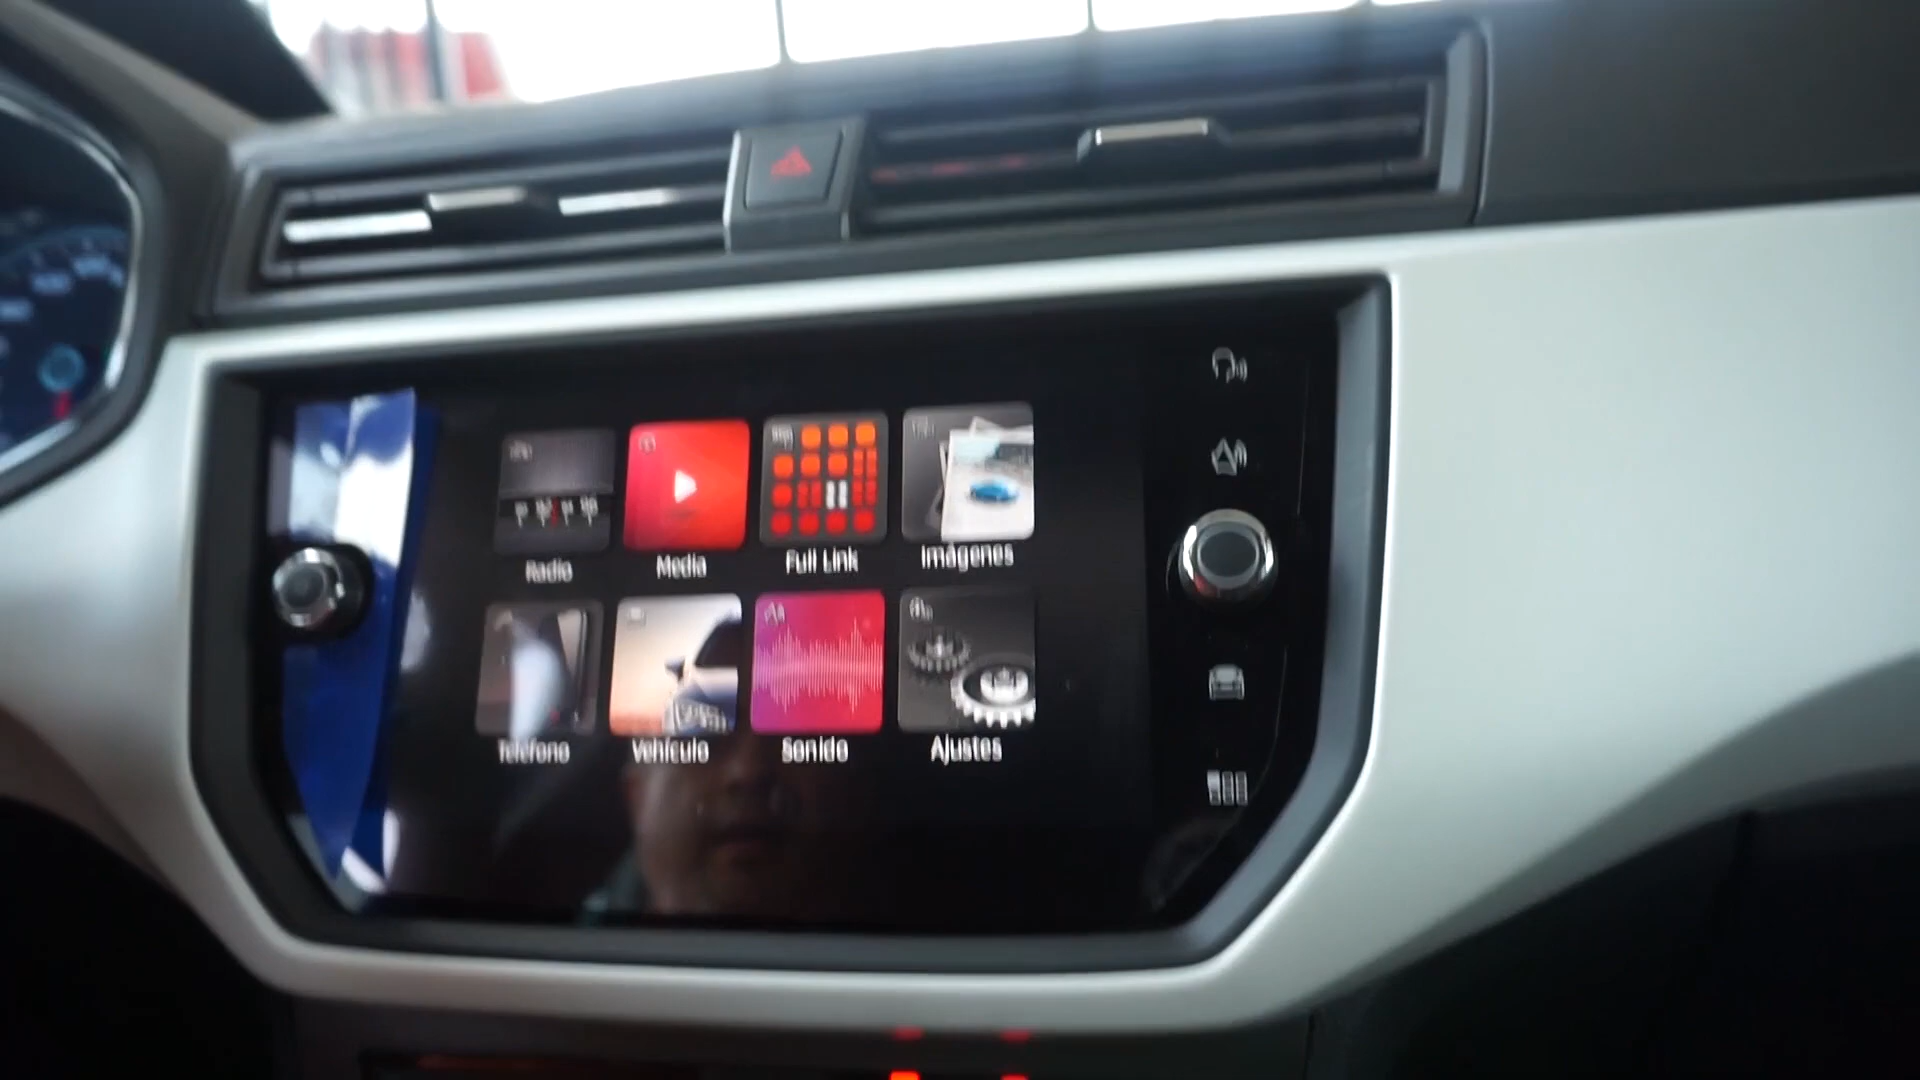 Radio
Media
Full Link
Imágenes
Teléfono
Vehículo
Sonido
Ajustes